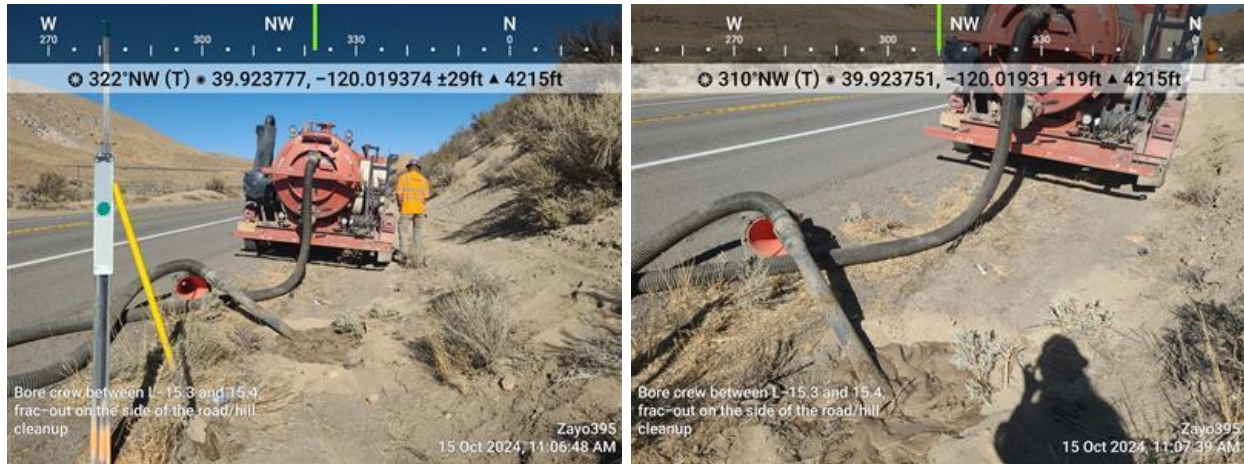 W NW N
270 300 330 0
322°NW (T) ● 39.923777, -120.019374 ±29ft ▲ 4215ft
Bore crew between L-15.3 and 15.4,
frac-out on the side of the road/hill
cleanup
Zayo395
15 Oct 2024, 11:06:48 AM
W NW N
270 330 0
310°NW (T) ● 39.923751, -120.01931 ±19ft ▲ 4215ft
Bore crew between L-15.3 and 15.4,
frac-out on the side of the road/hill
cleanup
Zayo395
15 Oct 2024, 11:07:39 AM